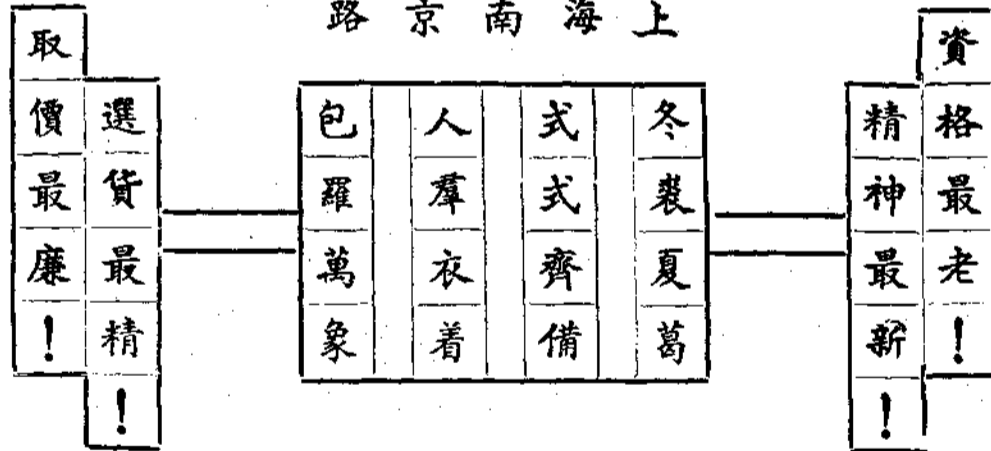 上海南京路
資格最老！
精神最新！
冬裘夏葛
式式齊備
人羣衣着
包羅萬象
選貨最精！
取價最廉！